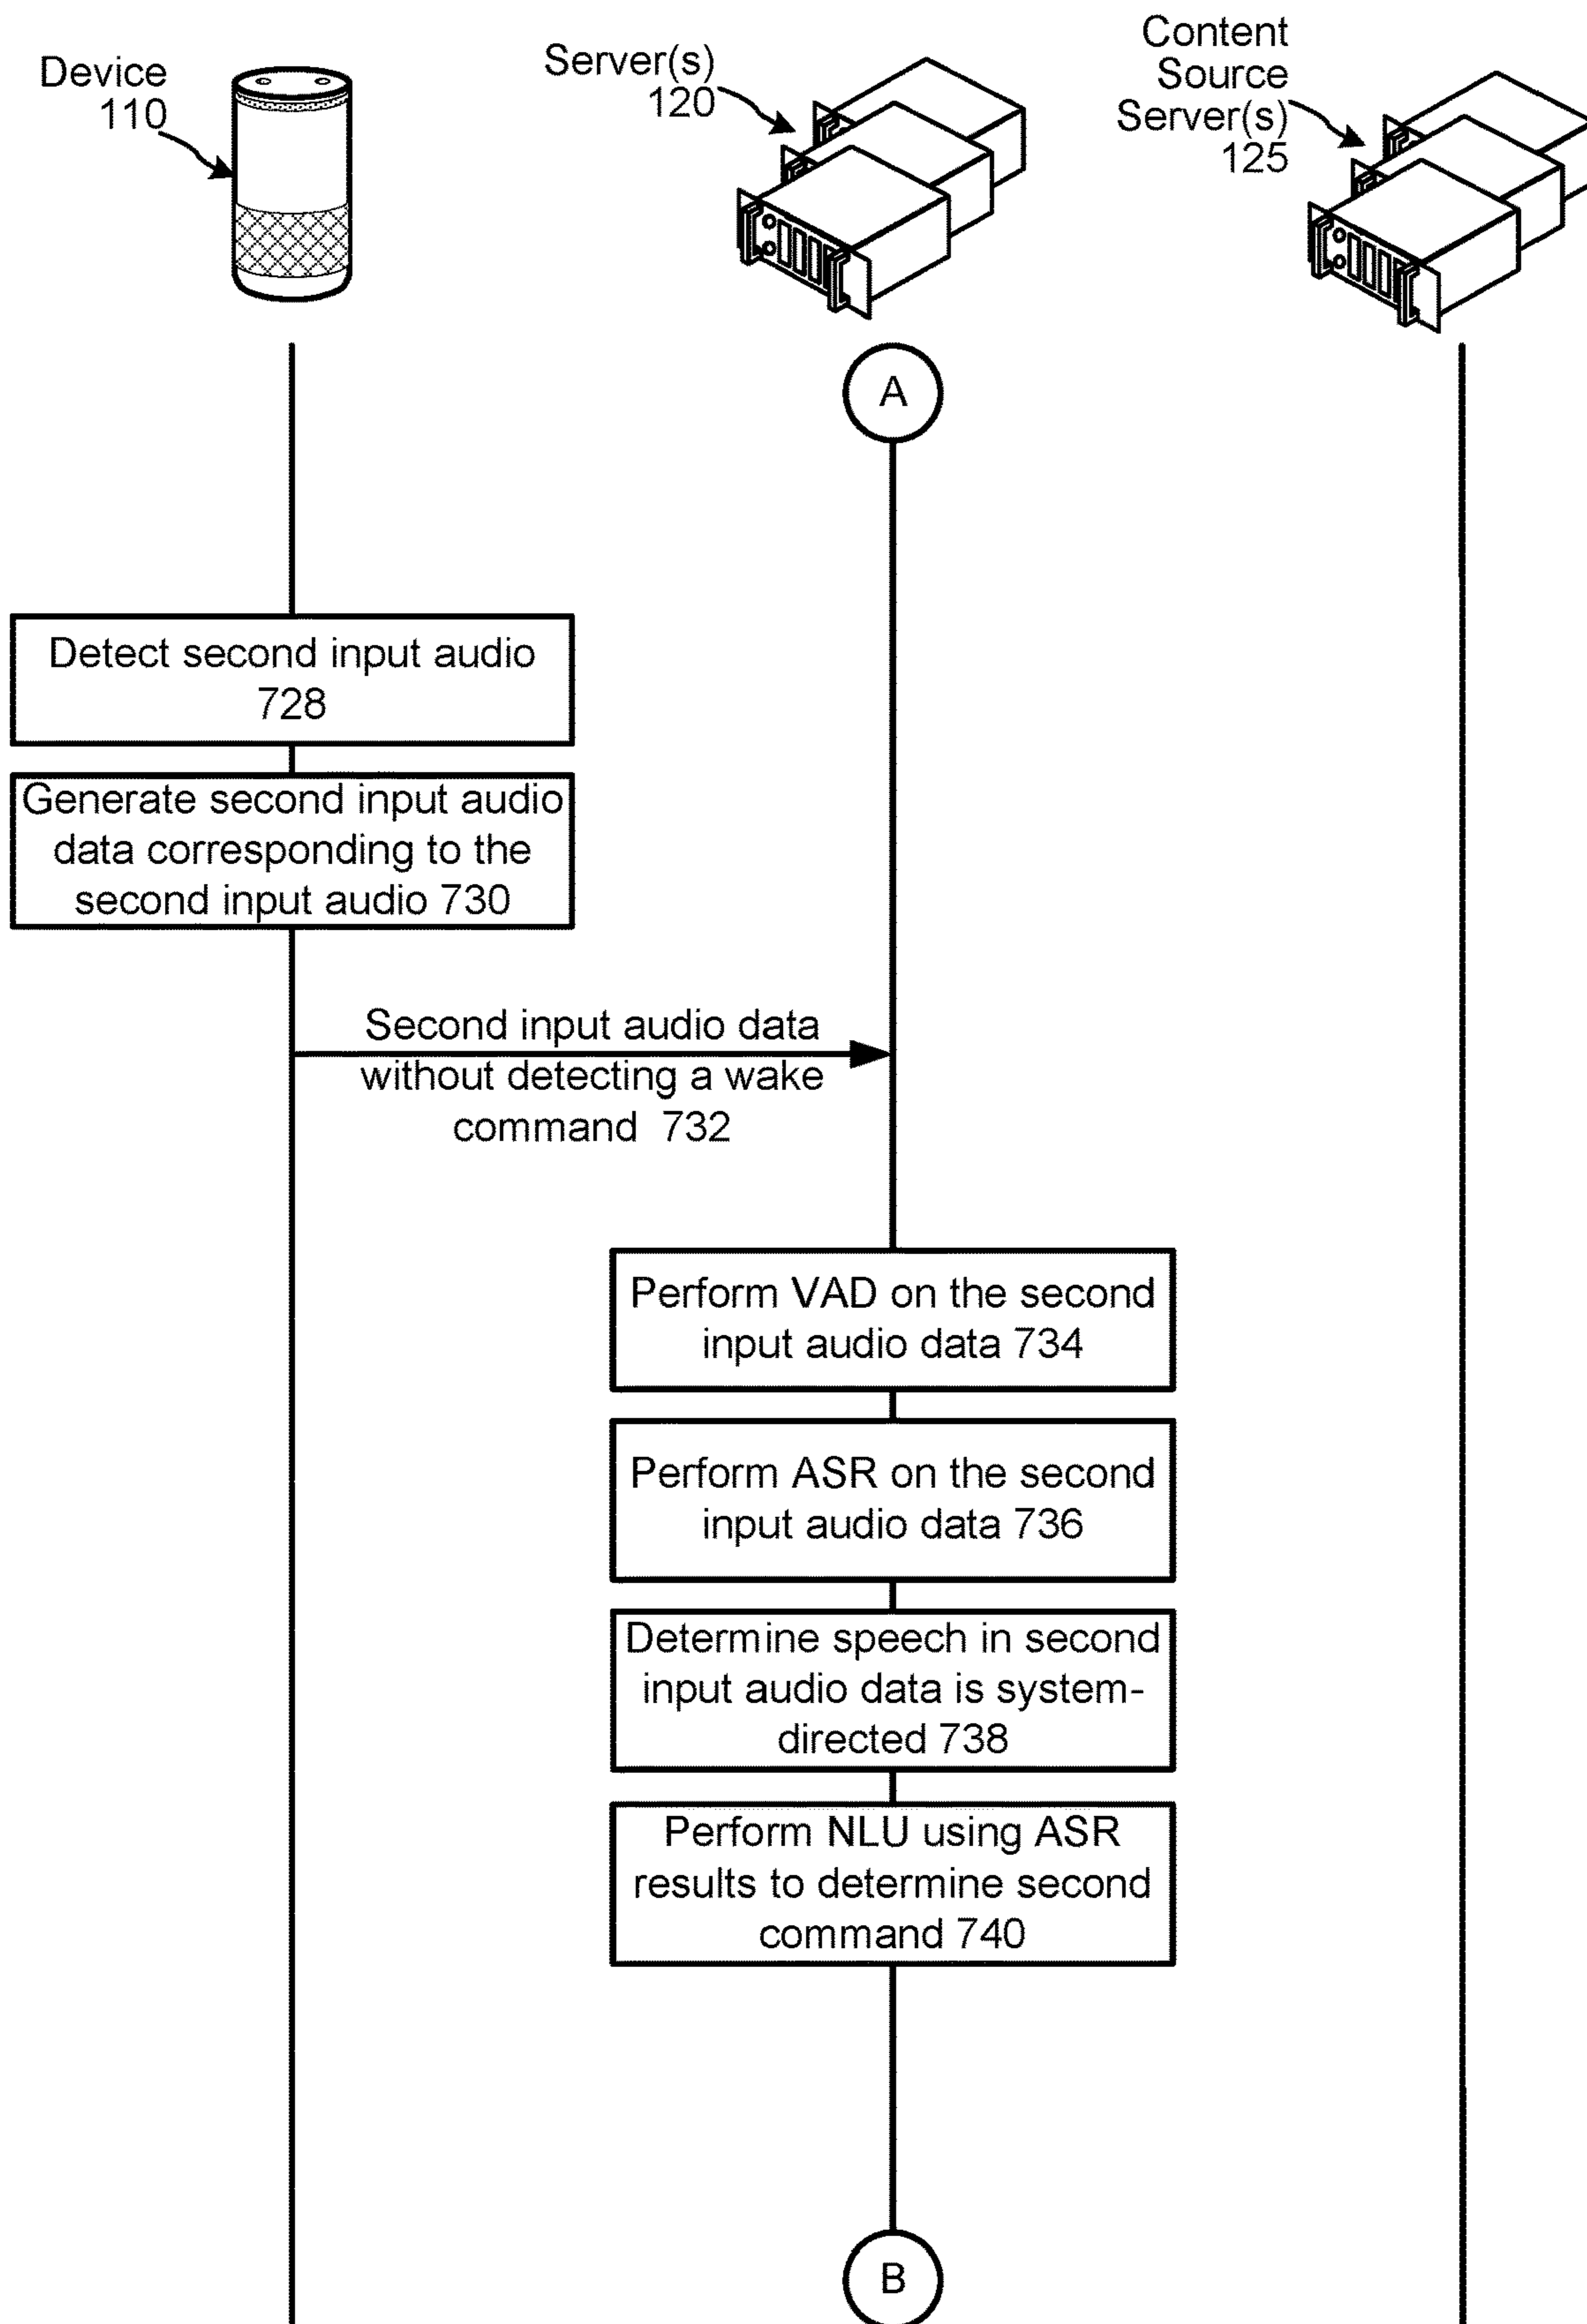 Device
110
Server(s)
120
Content
Source
Server(s)
125
A
Detect second input audio
728
Generate second input audio
data corresponding to the
second input audio 730
Second input audio data
without detecting a wake
command 732
Perform VAD on the second
input audio data 734
Perform ASR on the second
input audio data 736
Determine speech in second
input audio data is system-
directed 738
Perform NLU using ASR
results to determine second
command 740
B